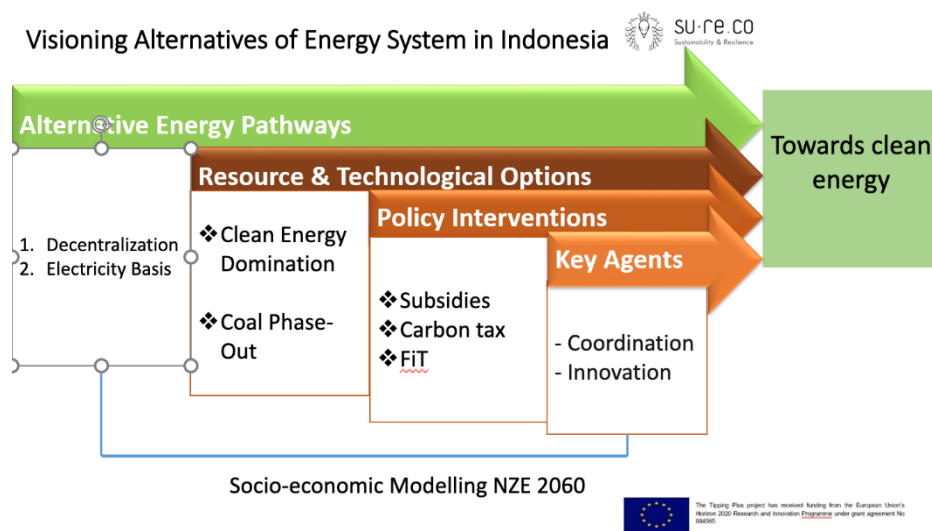 Visioning Alternatives of Energy System in Indonesia
su·re.co
Sustainability & Resilience
Alternative Energy Pathways
Towards clean
energy
Resource & Technological Options
Policy Interventions
Key Agents
1. Decentralization
2. Electricity Basis
❖Clean Energy
Domination
❖Coal Phase-
Out
❖Subsidies
❖Carbon tax
❖FiT
- Coordination
- Innovation
Socio-economic Modelling NZE 2060
The Tipping Plus project has received funding from the European Union's
Horizon 2020 Research and Innovation Programme under grant agreement No
884565.